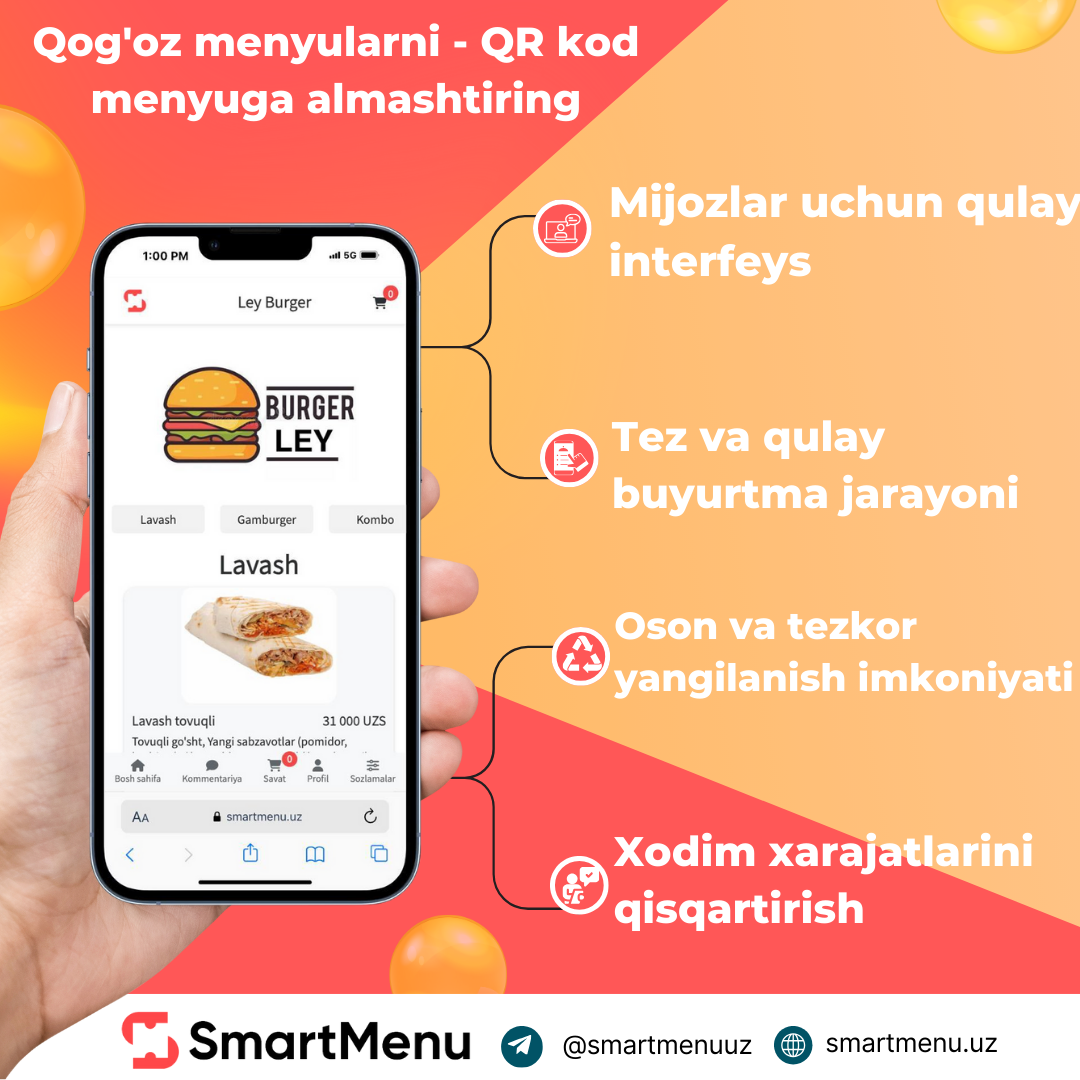 Qog'oz menyularni - QR kod
menyuga almashtiring
Mijozlar uchun qulay
interfeys
Tez va qulay
buyurtma jarayoni
Oson va tezkor
yangilanish imkoniyati
Xodim xarajatlarini
qisqartirish
1:00 PM
5G
Ley Burger
0
BURGER
LEY
Lavash
Gamburger
Kombo
Lavash
Lavash tovuqli 31 000 UZS
Tovuqli go'sht, Yangi sabzavotlar (pomidor,
0
Bosh sahifa Kommentariya Savat Profil Sozlamalar
AA smartmenu.uz
SmartMenu @smartmenuuz smartmenu.uz